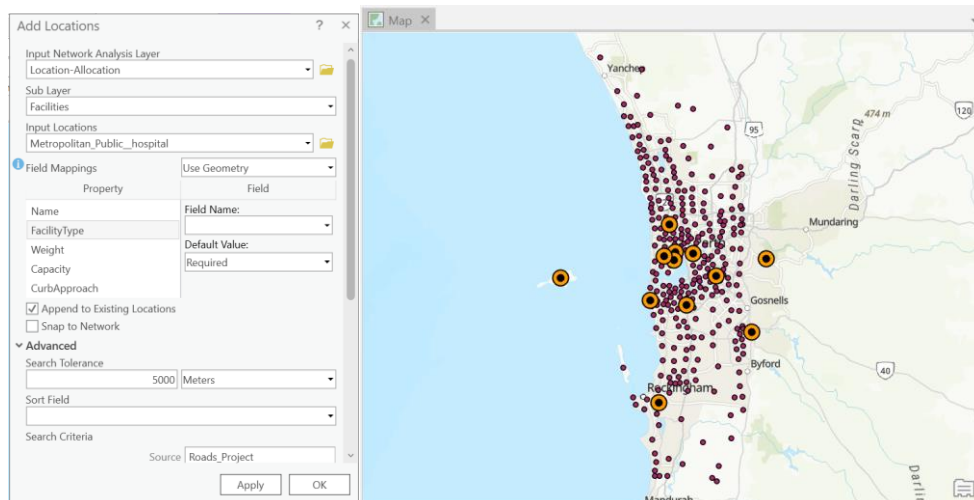 Add Locations
?
Input Network Analysis Layer
Location-Allocation
Sub Layer
Facilities
Input Locations
Metropolitan_Public__hospital
Field Mappings
Use Geometry
Property
Field
Name
FacilityType
Weight
Capacity
CurbApproach
Field Name:
Default Value:
Required
Append to Existing Locations
Snap to Network
Advanced
Search Tolerance
5000
Meters
Sort Field
Search Criteria
Source
Roads_Project
Apply
OK
Map
Yanchep
474 m
120
95
Darling Scarp
Mundaring
Gosnells
Byford
40
Rockingham
Mandurah